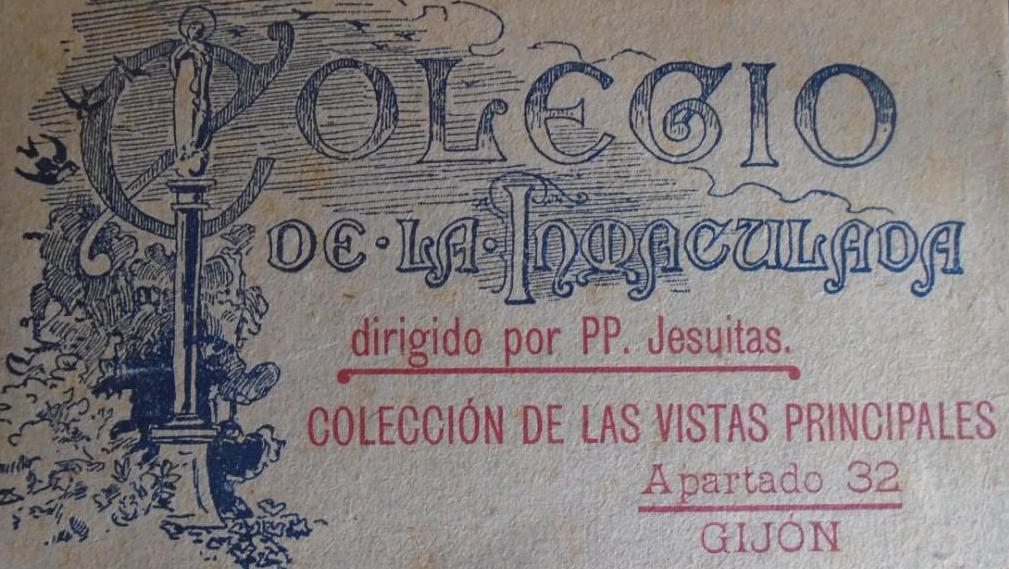 COLEGIO
DE·LA·INMACULADA
dirigido por PP. Jesuitas.
COLECCIÓN DE LAS VISTAS PRINCIPALES
Apartado 32
GIJÓN